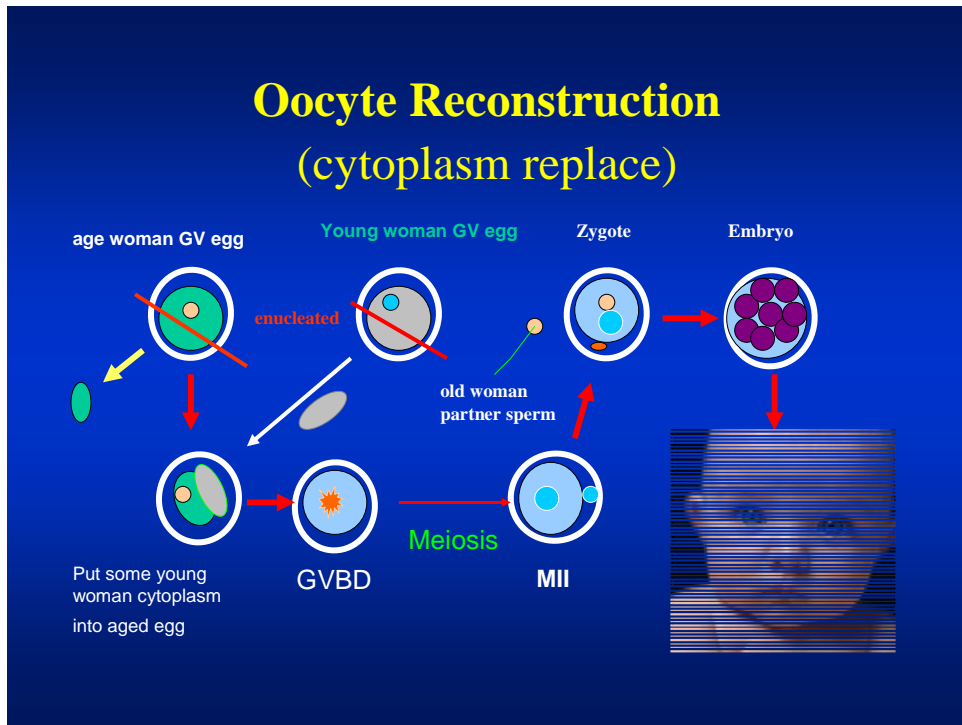 Oocyte Reconstruction
(cytoplasm replace)
age woman GV egg
Young woman GV egg
Zygote
Embryo
enucleated
old woman
partner sperm
Meiosis
Put some young
woman cytoplasm
into aged egg
GVBD
MII